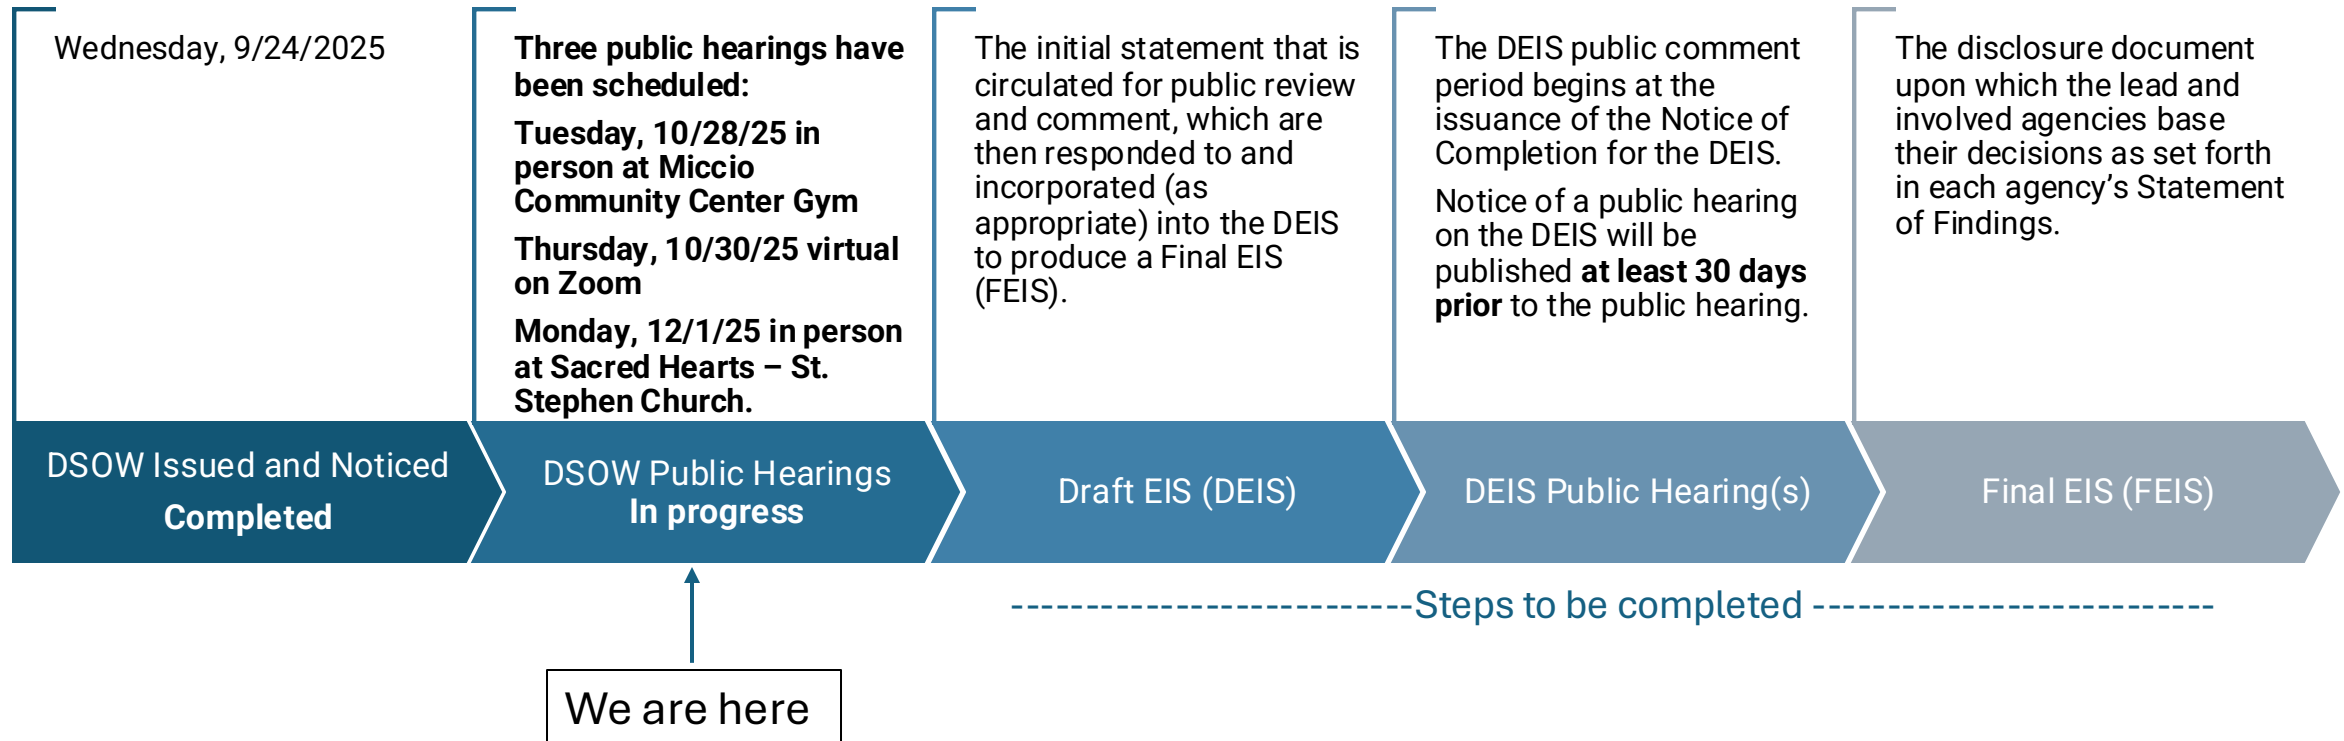 Wednesday, 9/24/2025
Three public hearings have
been scheduled:
Tuesday, 10/28/25 in
person at Miccio
Community Center Gym
Thursday, 10/30/25 virtual
on Zoom
Monday, 12/1/25 in person
at Sacred Hearts – St.
Stephen Church.
The initial statement that is
circulated for public review
and comment, which are
then responded to and
incorporated (as
appropriate) into the DEIS
to produce a Final EIS
(FEIS).
The DEIS public comment
period begins at the
issuance of the Notice of
Completion for the DEIS.
Notice of a public hearing
on the DEIS will be
published at least 30 days
prior to the public hearing.
The disclosure document
upon which the lead and
involved agencies base
their decisions as set forth
in each agency’s Statement
of Findings.
DSOW Issued and Noticed
Completed
DSOW Public Hearings
In progress
Draft EIS (DEIS)
DEIS Public Hearing(s)
Final EIS (FEIS)
Steps to be completed
We are here